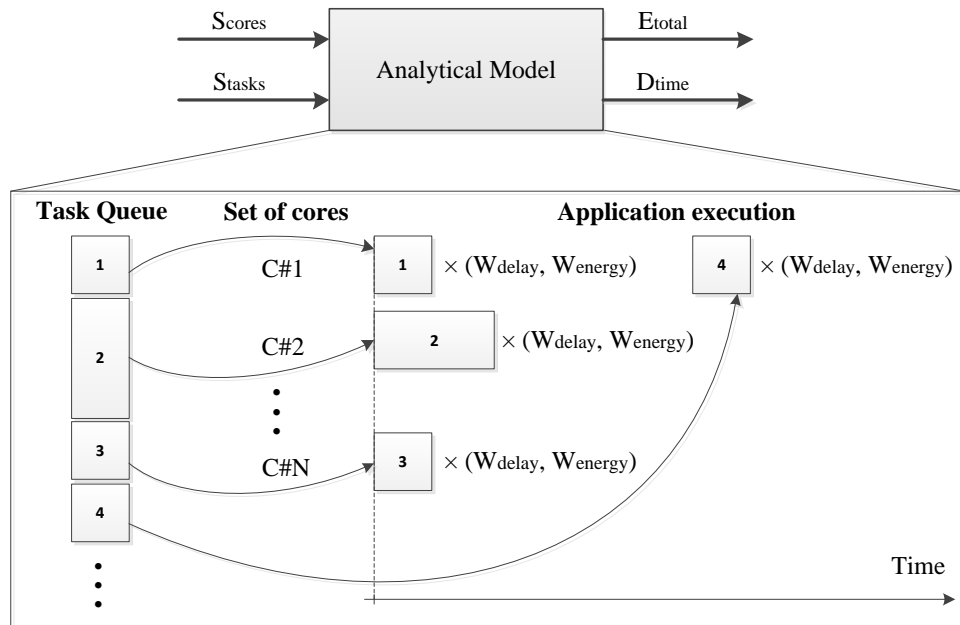 Scores
Etotal
Analytical Model
Stasks
Dtime
Task Queue
Set of cores
Application execution
1
C#1
1
× (Wdelay, Wenergy)
4
× (Wdelay, Wenergy)
2
C#2
2
× (Wdelay, Wenergy)
3
C#N
3
× (Wdelay, Wenergy)
4
Time